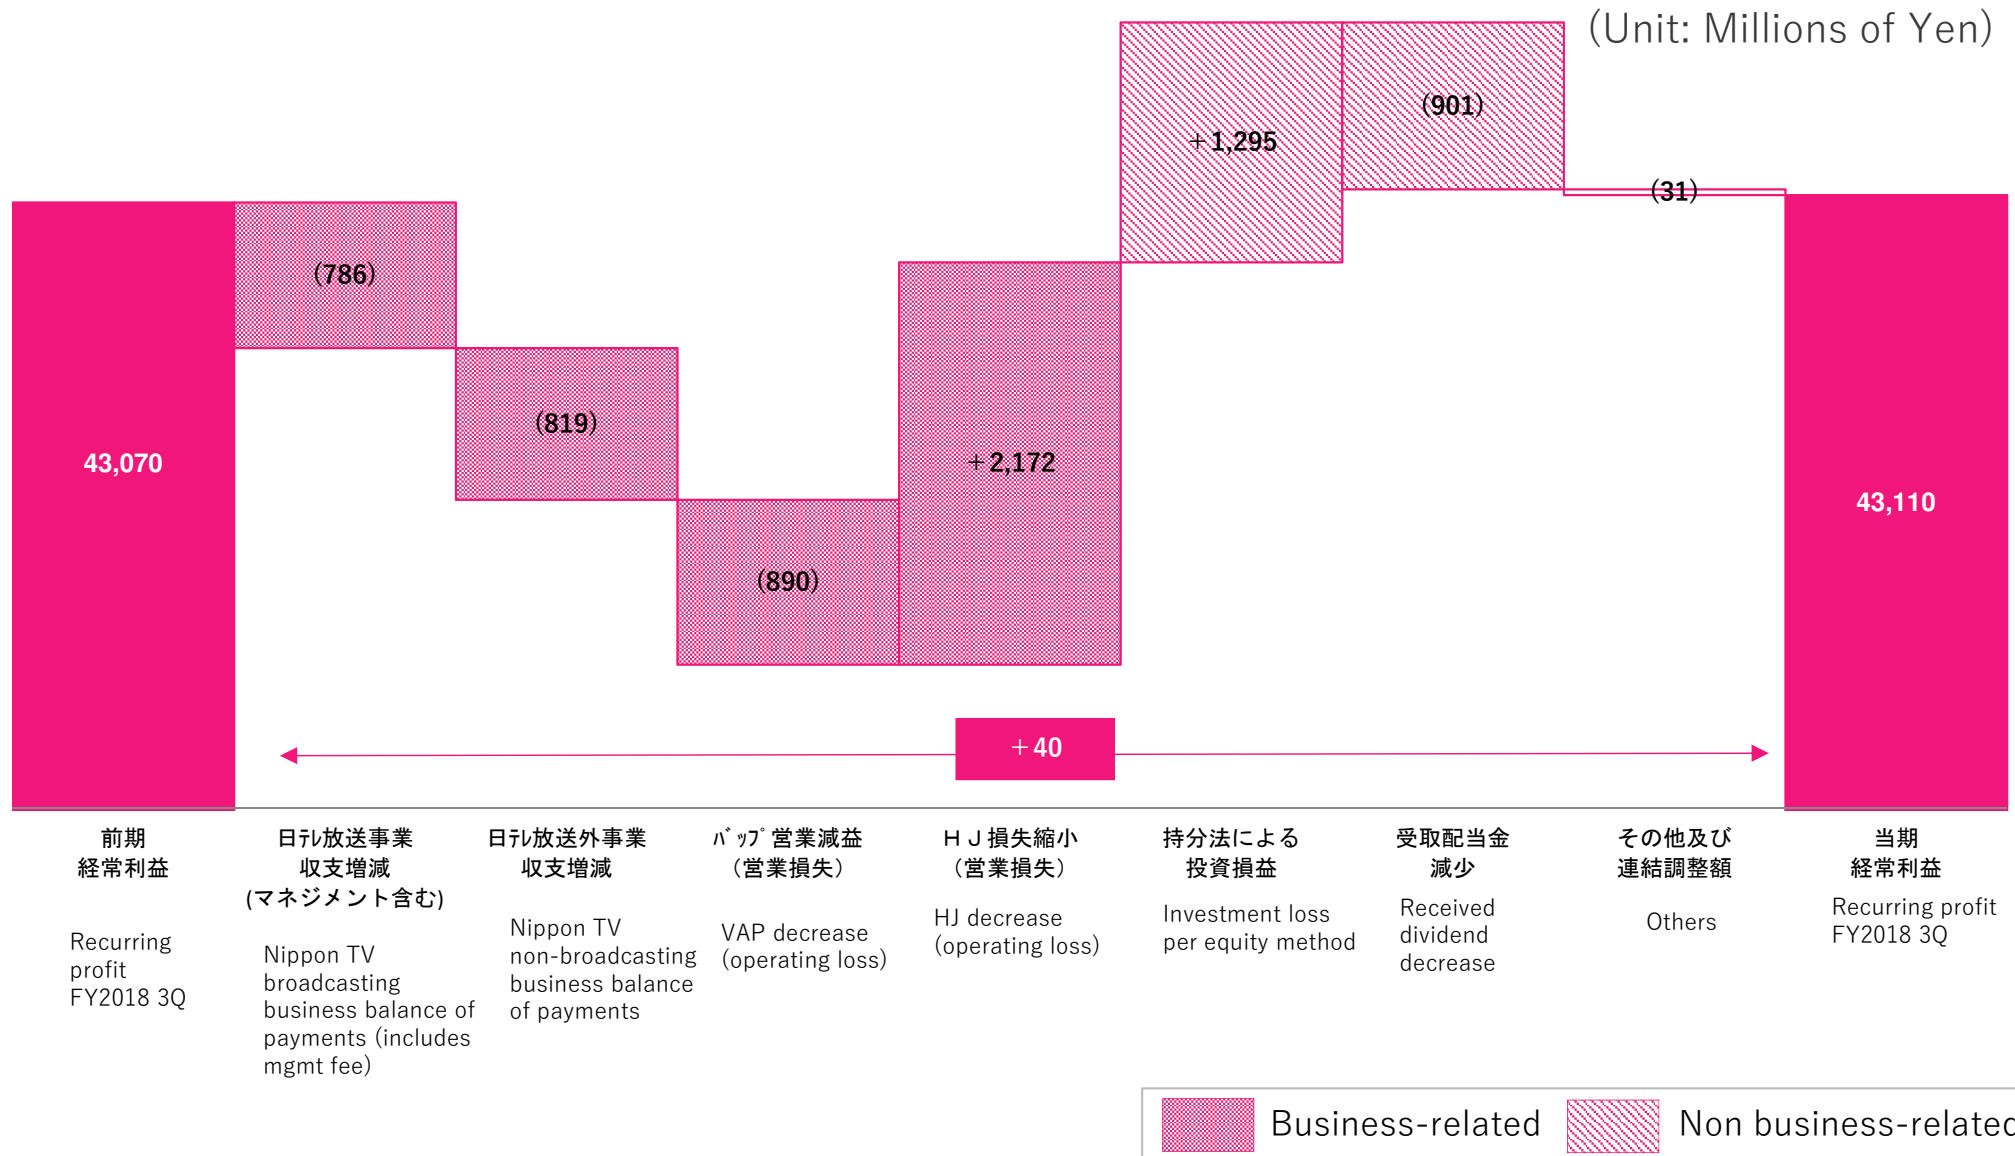 (Unit: Millions of Yen)
(901)
+1,295
(31)
(786)
(819)
43,070
+2,172
43,110
(890)
+40
前期
経常利益
Recurring
profit
FY2018 3Q
日ﾃﾚ放送事業
収支増減
(マネジメント含む)
Nippon TV
broadcasting
business balance of
payments (includes
mgmt fee)
日ﾃﾚ放送外事業
収支増減
Nippon TV
non-broadcasting
business balance
of payments
ﾊﾞｯﾌﾟ営業減益
（営業損失）
VAP decrease
(operating loss)
ＨＪ損失縮小
（営業損失）
HJ decrease
(operating loss)
持分法による
投資損益
Investment loss
per equity method
受取配当金
減少
Received
dividend
decrease
その他及び
連結調整額
Others
当期
経常利益
Recurring profit
FY2018 3Q
Business-related
Non business-related